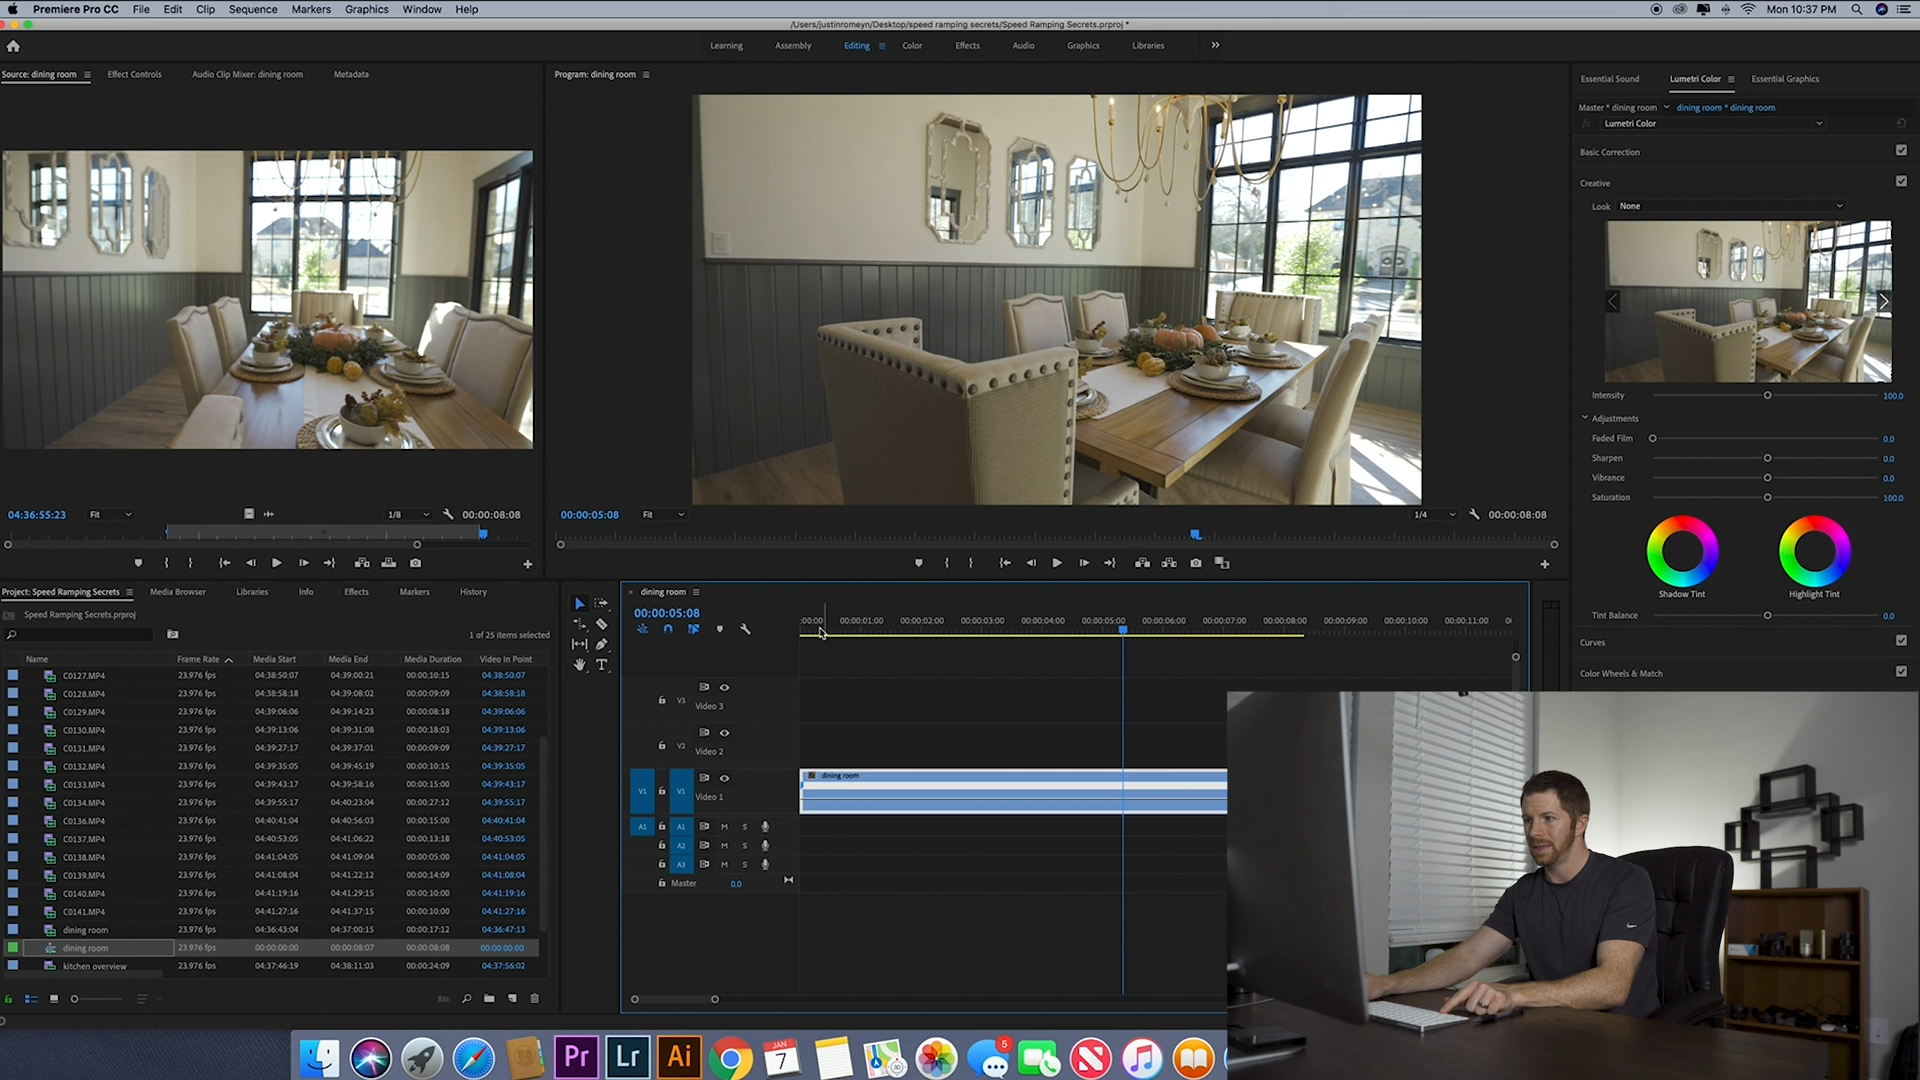 Premiere Pro CC File Edit Clip Sequence Markers Graphics Window Help Mon 10:37 PM
/Users/justinromeyn/Desktop/speed ramping secrets/Speed Ramping Secrets.prproj *
Learning Assembly Editing Color Effects Audio Graphics Libraries
Source: dining room Effect Controls Audio Clip Mixer: dining room Metadata
Program: dining room
Essential Sound Lumetri Color Essential Graphics
Master * dining room dining room * dining room
fx Lumetri Color
Basic Correction
Creative
Look None
Intensity 100.0
Adjustments
Faded Film 0.0
Sharpen 0.0
Vibrance 0.0
Saturation 100.0
Shadow Tint Highlight Tint
Tint Balance 0.0
Curves
Color Wheels & Match
04:36:55:23 Fit 1/8 00:00:08:08
00:00:05:08 Fit 1/4 00:00:08:08
Project: Speed Ramping Secrets Media Browser Libraries Info Effects Markers History
Speed Ramping Secrets.prproj
1 of 25 items selected
Name Frame Rate Media Start Media End Media Duration Video In Point
C0127.MP4 23.976 fps 04:38:50:07 04:39:00:21 00:00:10:15 04:38:50:07
C0128.MP4 23.976 fps 04:38:58:18 04:39:08:02 00:00:09:09 04:38:58:18
C0129.MP4 23.976 fps 04:39:06:06 04:39:14:23 00:00:08:18 04:39:06:06
C0130.MP4 23.976 fps 04:39:13:06 04:39:31:08 00:00:18:03 04:39:13:06
C0131.MP4 23.976 fps 04:39:27:17 04:39:37:01 00:00:09:09 04:39:27:17
C0132.MP4 23.976 fps 04:39:35:05 04:39:45:19 00:00:10:15 04:39:35:05
C0133.MP4 23.976 fps 04:39:43:17 04:39:58:16 00:00:15:00 04:39:43:17
C0134.MP4 23.976 fps 04:39:55:17 04:40:23:04 00:00:27:12 04:39:55:17
C0136.MP4 23.976 fps 04:40:41:04 04:40:56:03 00:00:15:00 04:40:41:04
C0137.MP4 23.976 fps 04:40:53:05 04:41:06:22 00:00:13:18 04:40:53:05
C0138.MP4 23.976 fps 04:41:04:05 04:41:09:04 00:00:05:00 04:41:04:05
C0139.MP4 23.976 fps 04:41:08:04 04:41:22:12 00:00:14:09 04:41:08:04
C0140.MP4 23.976 fps 04:41:19:16 04:41:29:15 00:00:10:00 04:41:19:16
C0141.MP4 23.976 fps 04:41:27:16 04:41:37:15 00:00:10:00 04:41:27:16
dining room 23.976 fps 04:36:43:04 04:37:00:15 00:00:17:12 04:36:47:13
dining room 23.976 fps 00:00:00:00 00:00:08:07 00:00:08:08 00:00:00:00
kitchen overview 23.976 fps 04:37:46:19 04:38:11:03 00:00:24:09 04:37:56:02
dining room
00:00:05:08
:00:00 00:00:01:00 00:00:02:00 00:00:03:00 00:00:04:00 00:00:05:00 00:00:06:00 00:00:07:00 00:00:08:00 00:00:09:00 00:00:10:00 00:00:11:00
V3 Video 3
V2 Video 2
V1 V1 Video 1
dining room
A1 A1 M S
A2 M S
A3 M S
Master 0.0
Pr Lr Ai
JAN
7
5